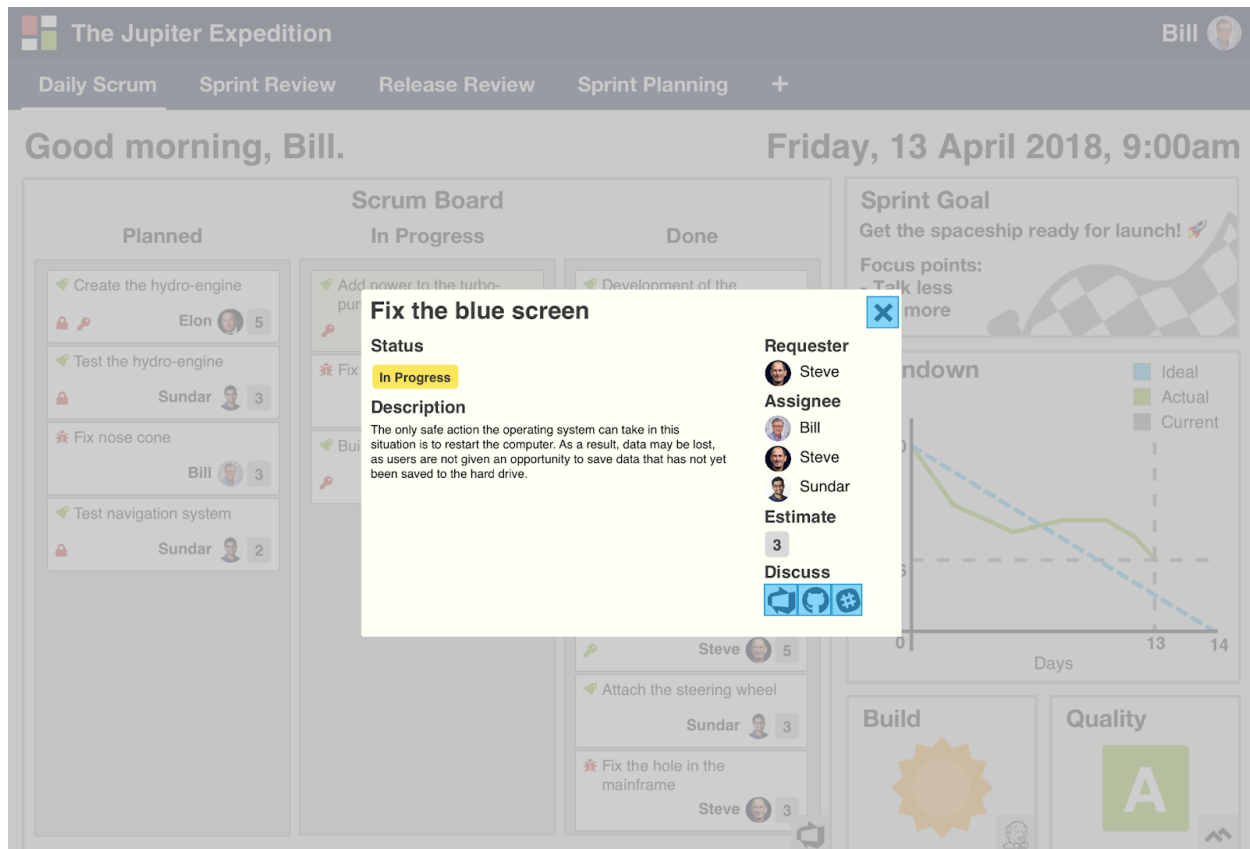 The Jupiter Expedition
Bill
Daily Scrum
Sprint Review
Release Review
Sprint Planning
+
Good morning, Bill.
Friday, 13 April 2018, 9:00am
Scrum Board
Planned
In Progress
Done
Create the hydro-engine
Elon 5
Test the hydro-engine
Sundar 3
Fix nose cone
Bill 3
Test navigation system
Sundar 2
Add power to the turbo-
Fix
Development of the
Steve 5
Attach the steering wheel
Sundar 3
Fix the hole in the
mainframe
Steve 3
Fix the blue screen
Status
In Progress
Description
The only safe action the operating system can take in this
situation is to restart the computer. As a result, data may be lost,
as users are not given an opportunity to save data that has not yet
been saved to the hard drive.
Requester
Steve
Assignee
Bill
Steve
Sundar
Estimate
3
Discuss
Sprint Goal
Get the spaceship ready for launch! 🚀
Focus points:
- Talk less
more
Ideal
Actual
Current
0
13
14
Days
Build
Quality
A